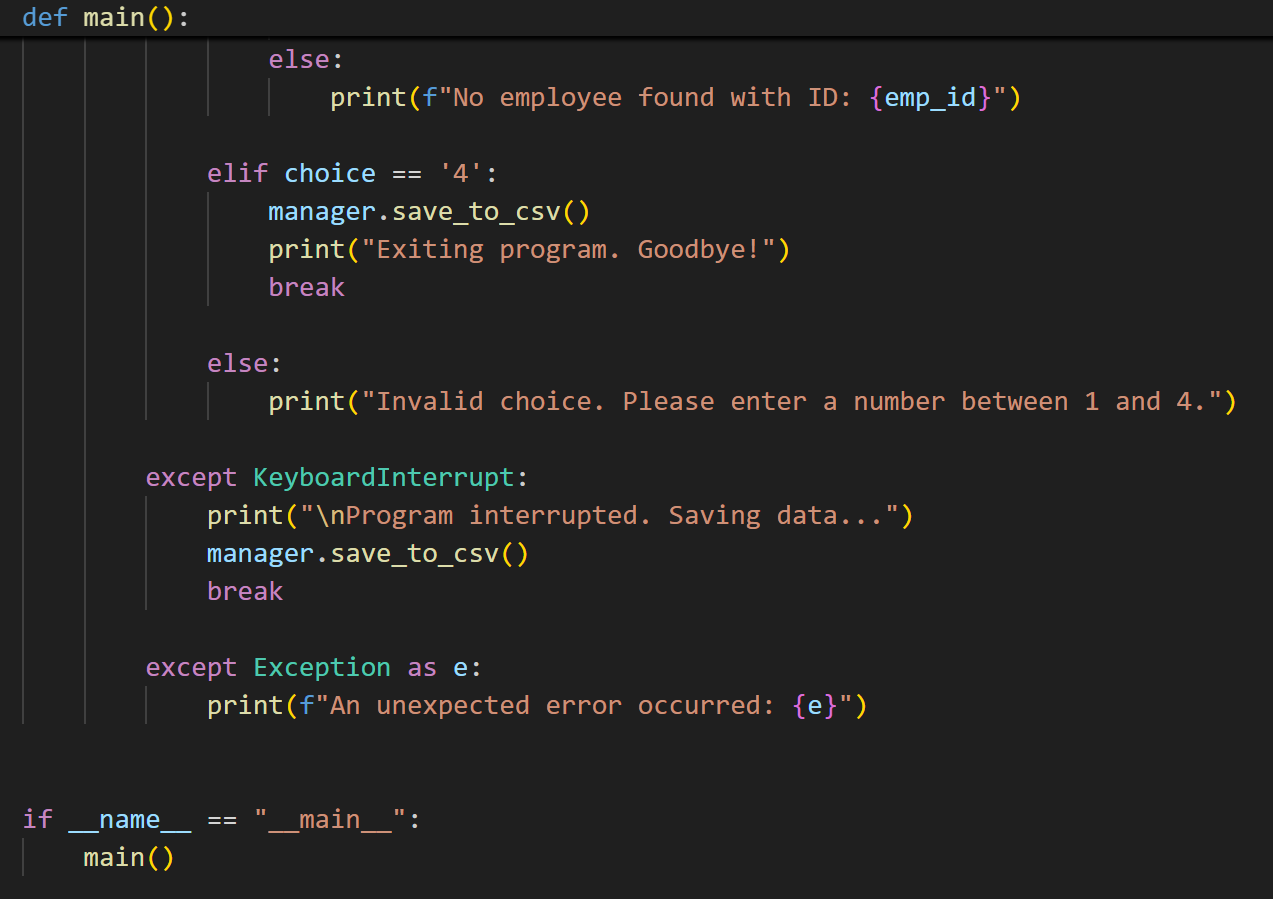 def main():
else:
print(f"No employee found with ID: {emp_id}")
elif choice == '4':
manager.save_to_csv()
print("Exiting program. Goodbye!")
break
else:
print("Invalid choice. Please enter a number between 1 and 4.")
except KeyboardInterrupt:
print("\nProgram interrupted. Saving data...")
manager.save_to_csv()
break
except Exception as e:
print(f"An unexpected error occurred: {e}")
if __name__ == "__main__":
main()